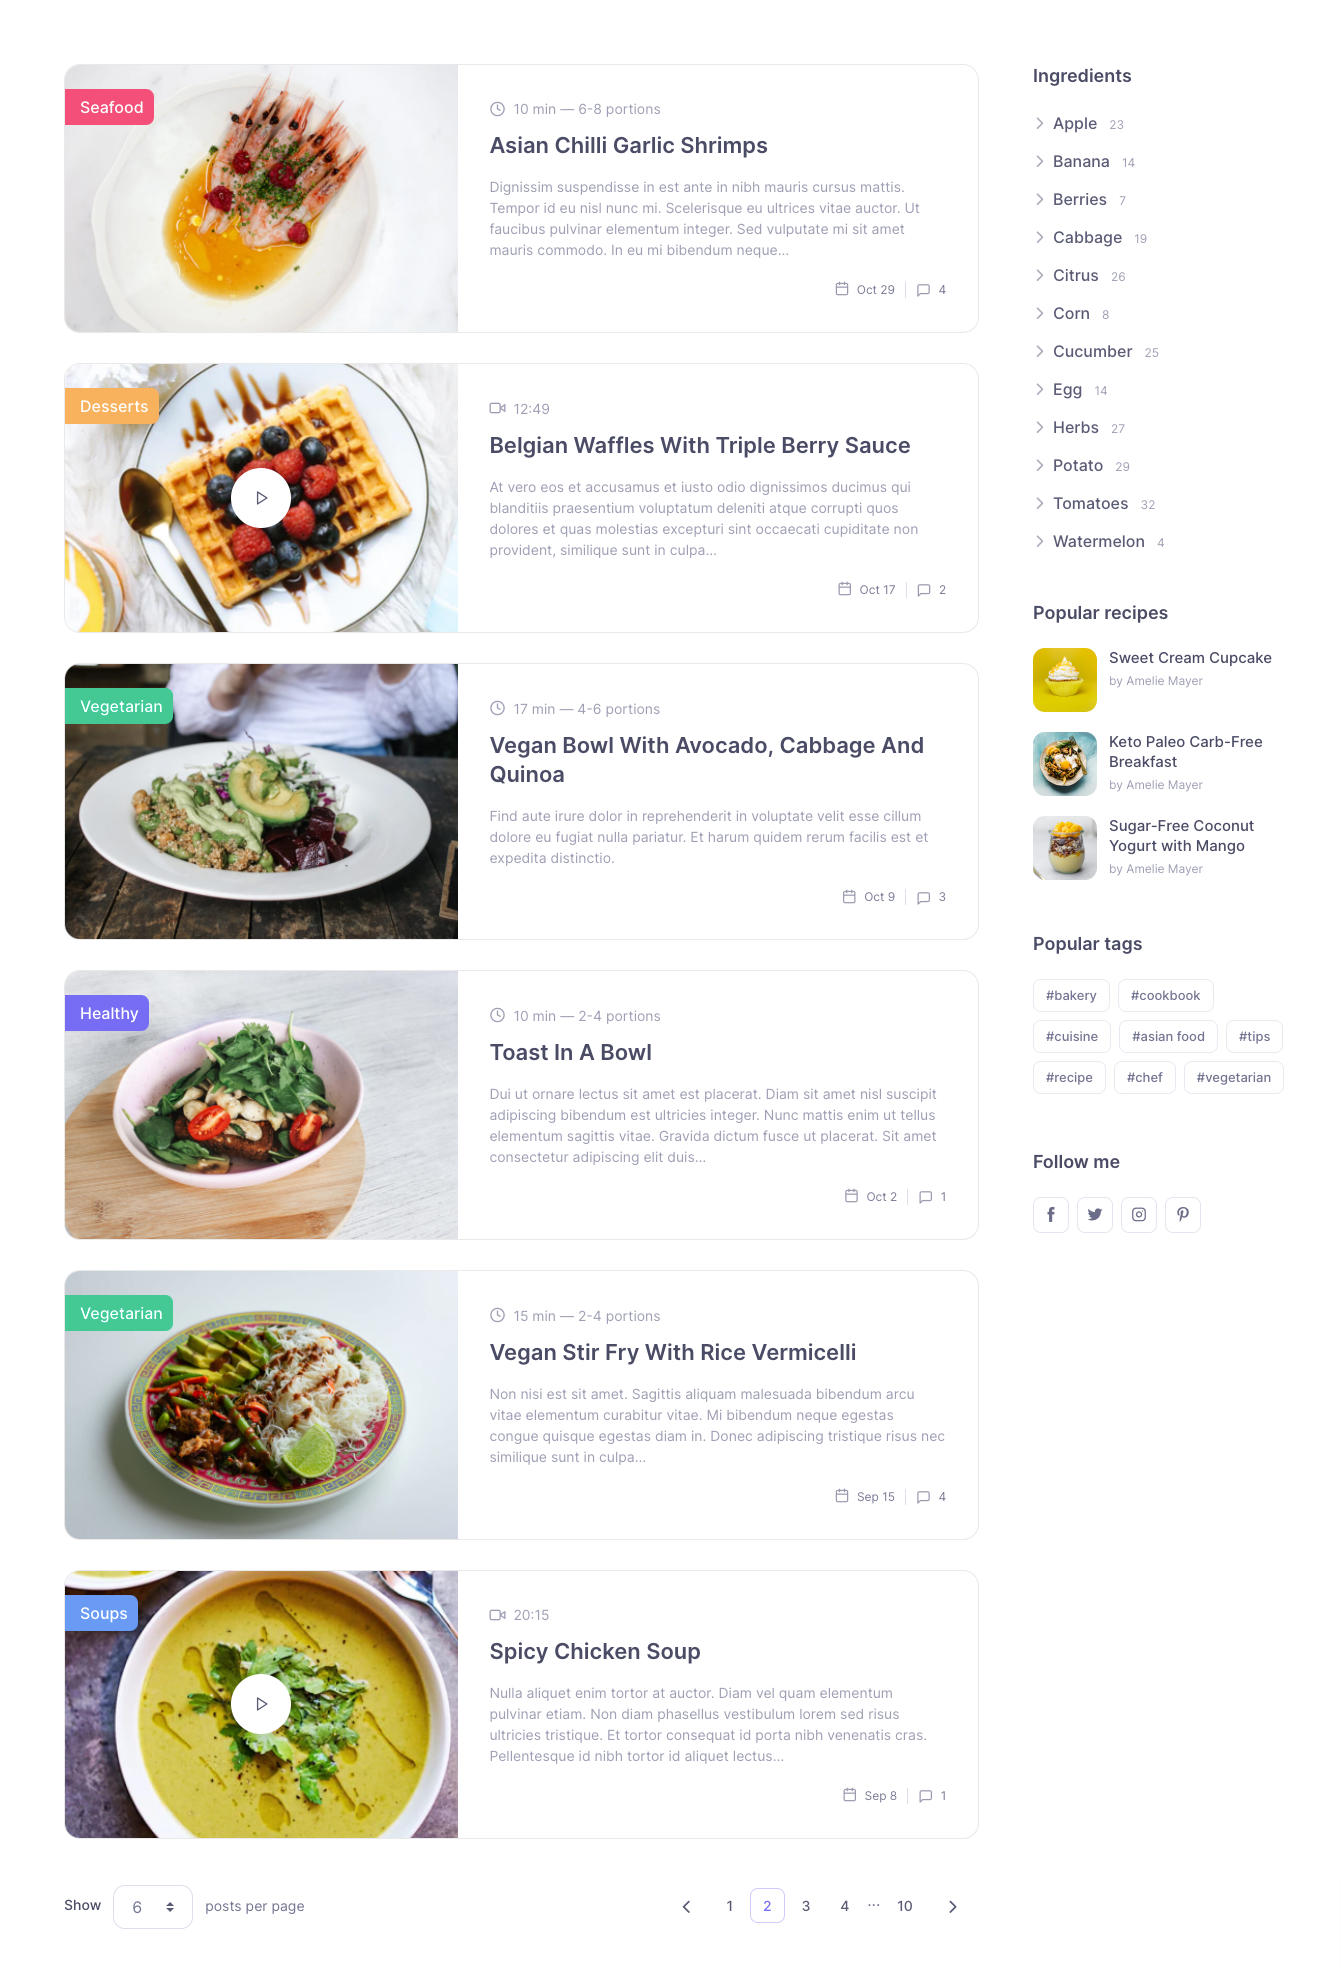 Seafood
10 min — 6-8 portions
Asian Chilli Garlic Shrimps
Dignissim suspendisse in est ante in nibh mauris cursus mattis.
Tempor id eu nisl nunc mi. Scelerisque eu ultrices vitae auctor. Ut
faucibus pulvinar elementum integer. Sed vulputate mi sit amet
mauris commodo. In eu mi bibendum neque...
Oct 29 4
Desserts
12:49
Belgian Waffles With Triple Berry Sauce
At vero eos et accusamus et iusto odio dignissimos ducimus qui
blanditiis praesentium voluptatum deleniti atque corrupti quos
dolores et quas molestias excepturi sint occaecati cupiditate non
provident, similique sunt in culpa...
Oct 17 2
Vegetarian
17 min — 4-6 portions
Vegan Bowl With Avocado, Cabbage And
Quinoa
Find aute irure dolor in reprehenderit in voluptate velit esse cillum
dolore eu fugiat nulla pariatur. Et harum quidem rerum facilis est et
expedita distinctio.
Oct 9 3
Healthy
10 min — 2-4 portions
Toast In A Bowl
Dui ut ornare lectus sit amet est placerat. Diam sit amet nisl suscipit
adipiscing bibendum est ultricies integer. Nunc mattis enim ut tellus
elementum sagittis vitae. Gravida dictum fusce ut placerat. Sit amet
consectetur adipiscing elit duis...
Oct 2 1
Vegetarian
15 min — 2-4 portions
Vegan Stir Fry With Rice Vermicelli
Non nisi est sit amet. Sagittis aliquam malesuada bibendum arcu
vitae elementum curabitur vitae. Mi bibendum neque egestas
congue quisque egestas diam in. Donec adipiscing tristique risus nec
similique sunt in culpa...
Sep 15 4
Soups
20:15
Spicy Chicken Soup
Nulla aliquet enim tortor at auctor. Diam vel quam elementum
pulvinar etiam. Non diam phasellus vestibulum lorem sed risus
ultricies tristique. Et tortor consequat id porta nibh venenatis cras.
Pellentesque id nibh tortor id aliquet lectus...
Sep 8 1
Show 6 posts per page
1 2 3 4 ... 10
Ingredients
Apple 23
Banana 14
Berries 7
Cabbage 19
Citrus 26
Corn 8
Cucumber 25
Egg 14
Herbs 27
Potato 29
Tomatoes 32
Watermelon 4
Popular recipes
Sweet Cream Cupcake
by Amelie Mayer
Keto Paleo Carb-Free
Breakfast
by Amelie Mayer
Sugar-Free Coconut
Yogurt with Mango
by Amelie Mayer
Popular tags
#bakery #cookbook
#cuisine #asian food #tips
#recipe #chef #vegetarian
Follow me